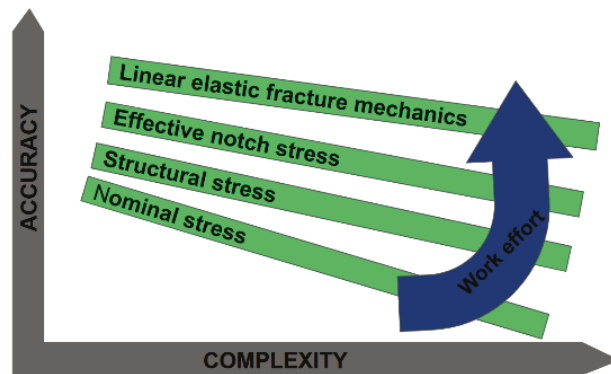 Linear elastic fracture mechanics
Effective notch stress
Structural stress
Nominal stress
Work effort
ACCURACY
COMPLEXITY